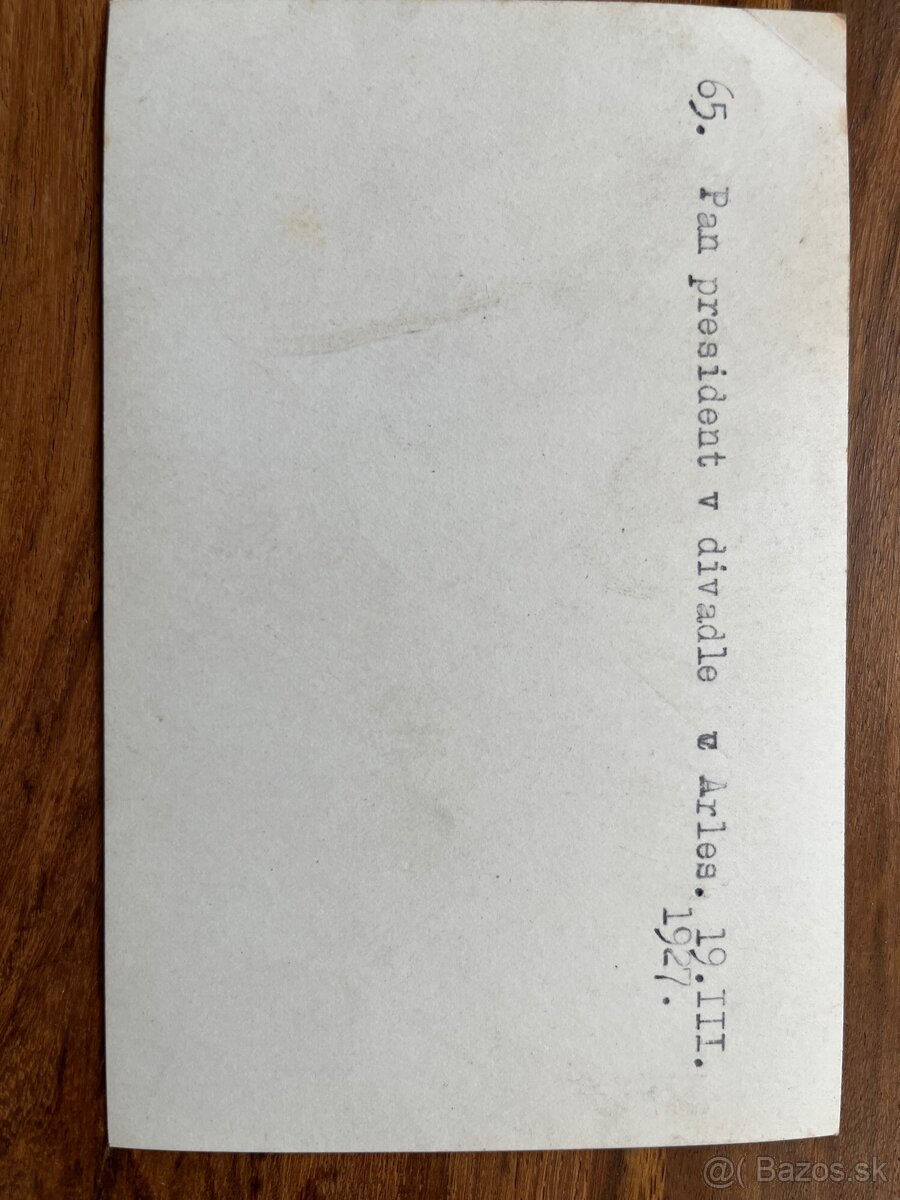 65. Pan president v divadle v Arles. 19.III.
1927.
@( Bazos.sk